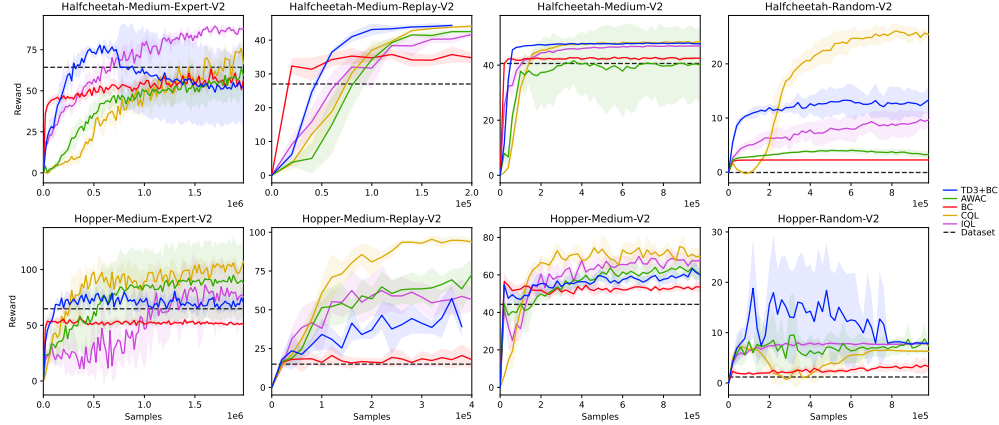 Halfcheetah-Medium-Expert-V2
Halfcheetah-Medium-Replay-V2
Halfcheetah-Medium-V2
Halfcheetah-Random-V2
Reward
75
50
25
0
0.0 0.5 1.0 1.5
1e6
40
30
20
10
0
0.0 0.5 1.0 1.5 2.0
1e5
40
20
0
0 2 4 6 8
1e5
20
10
0
0 2 4 6 8
1e5
TD3+BC
AWAC
BC
CQL
IQL
Dataset
Hopper-Medium-Expert-V2
Hopper-Medium-Replay-V2
Hopper-Medium-V2
Hopper-Random-V2
Reward
100
50
0
0.0 0.5 1.0 1.5
1e6
Samples
100
75
50
25
0
0 1 2 3 4
1e5
Samples
80
60
40
20
0
0 2 4 6 8
1e5
Samples
30
20
10
0
0 2 4 6 8
1e5
Samples